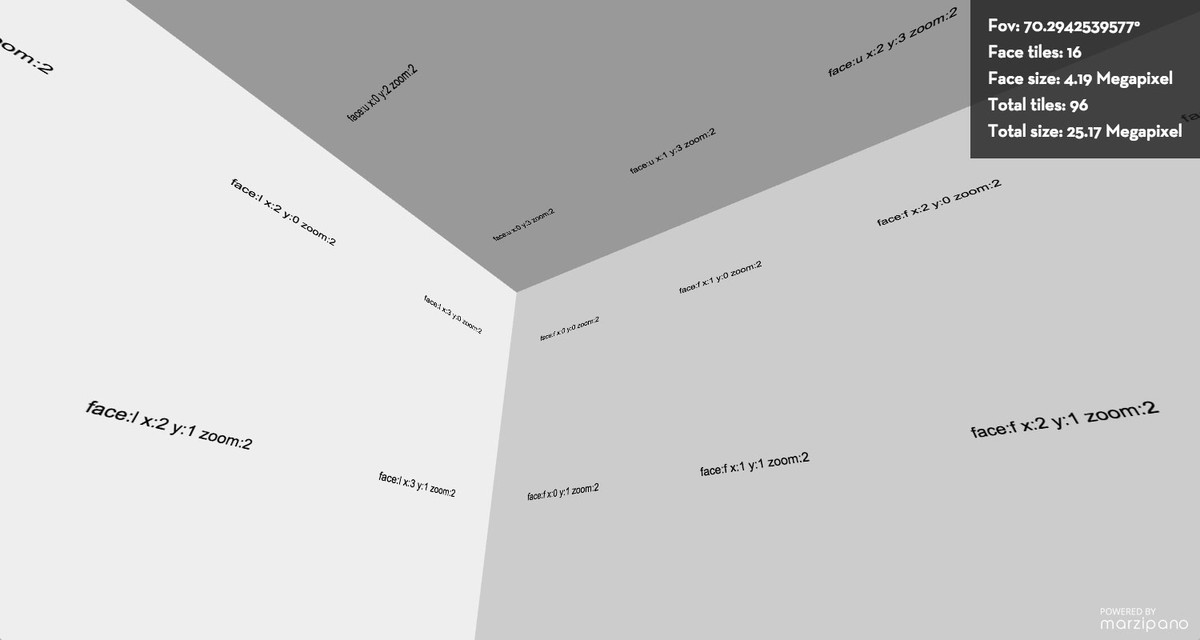 Fov: 70.2942539577°
Face tiles: 16
Face size: 4.19 Megapixel
Total tiles: 96
Total size: 25.17 Megapixel
face:u x:2 y:3 zoom:2
face:u x:0 y:2 zoom:2
face:u x:1 y:3 zoom:2
face:u x:0 y:3 zoom:2
face:l x:2 y:0 zoom:2
face:f x:2 y:0 zoom:2
face:f x:1 y:0 zoom:2
face:l x:3 y:0 zoom:2
face:f x:0 y:0 zoom:2
face:l x:2 y:1 zoom:2
face:f x:2 y:1 zoom:2
face:f x:1 y:1 zoom:2
face:l x:3 y:1 zoom:2
face:f x:0 y:1 zoom:2
POWERED BY
marzipano